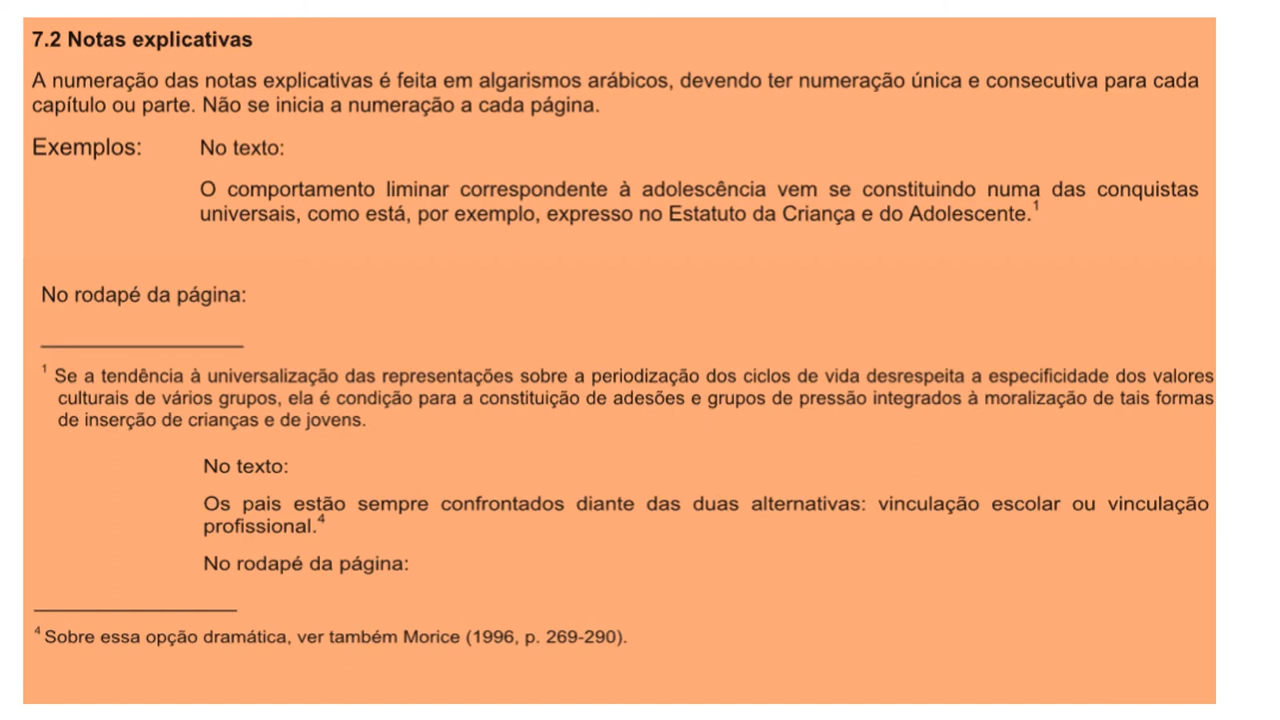 7.2 Notas explicativas
A numeração das notas explicativas é feita em algarismos arábicos, devendo ter numeração única e consecutiva para cada
capítulo ou parte. Não se inicia a numeração a cada página.
Exemplos: No texto:
O comportamento liminar correspondente à adolescência vem se constituindo numa das conquistas
universais, como está, por exemplo, expresso no Estatuto da Criança e do Adolescente.¹
No rodapé da página:
¹ Se a tendência à universalização das representações sobre a periodização dos ciclos de vida desrespeita a especificidade dos valores
culturais de vários grupos, ela é condição para a constituição de adesões e grupos de pressão integrados à moralização de tais formas
de inserção de crianças e de jovens.
No texto:
Os pais estão sempre confrontados diante das duas alternativas: vinculação escolar ou vinculação
profissional.⁴
No rodapé da página:
⁴ Sobre essa opção dramática, ver também Morice (1996, p. 269-290).